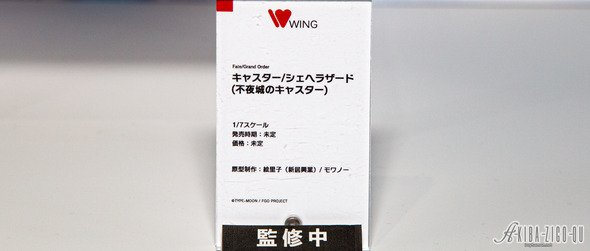 WING
Fate/Grand Order
キャスター/シェヘラザード
(不夜城のキャスター)
1/7スケール
発売時期：未定
価格：未定
原型制作：絵里子（新居興業）/ モワノー
©TYPE-MOON / FGO PROJECT
監修中
AKIBA-ZIGO-OU